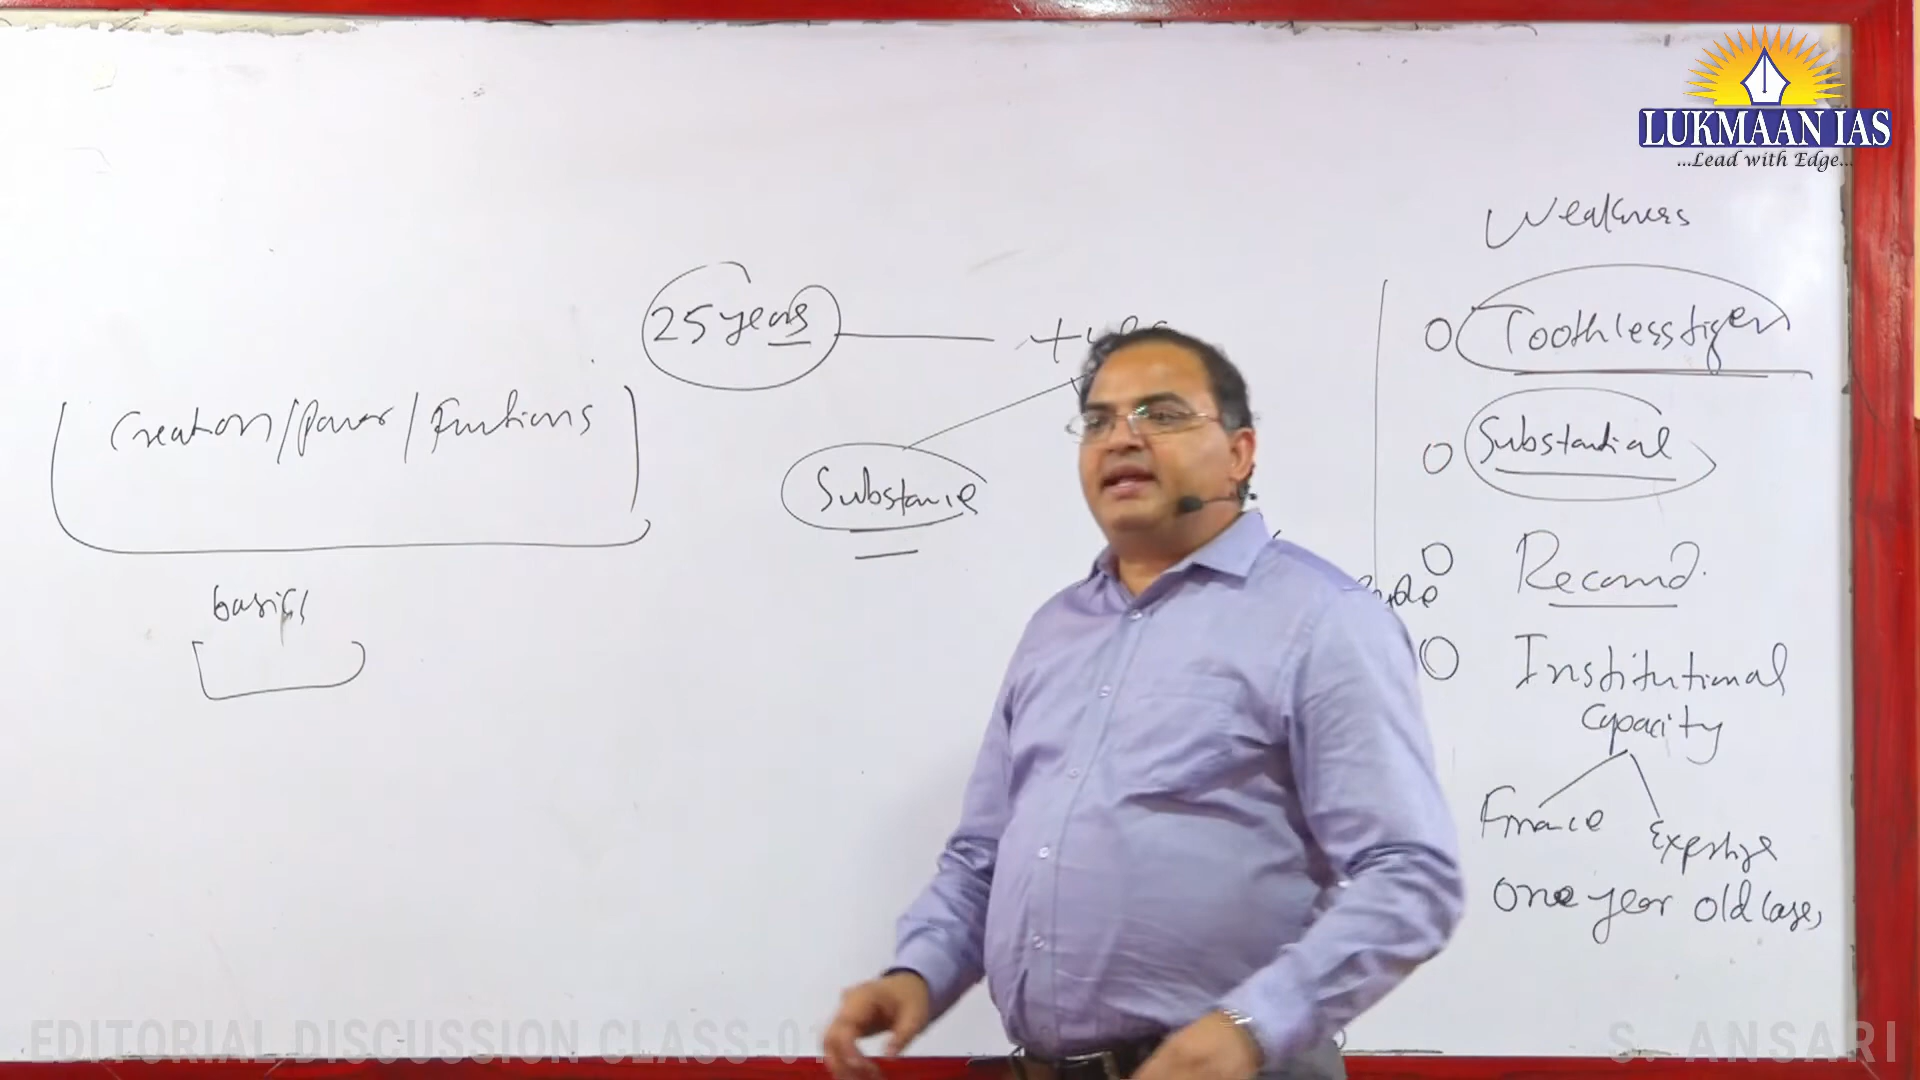 LUKMAAN IAS
...Lead with Edge...
Creation/Power/Functions
basics
25 years
Substance
Weakness
Toothless tiger
Substantial
Recomd.
Institutional
Capacity
Finance
Expertise
One year old cases
EDITORIAL DISCUSSION CLASS-01
S. ANSARI